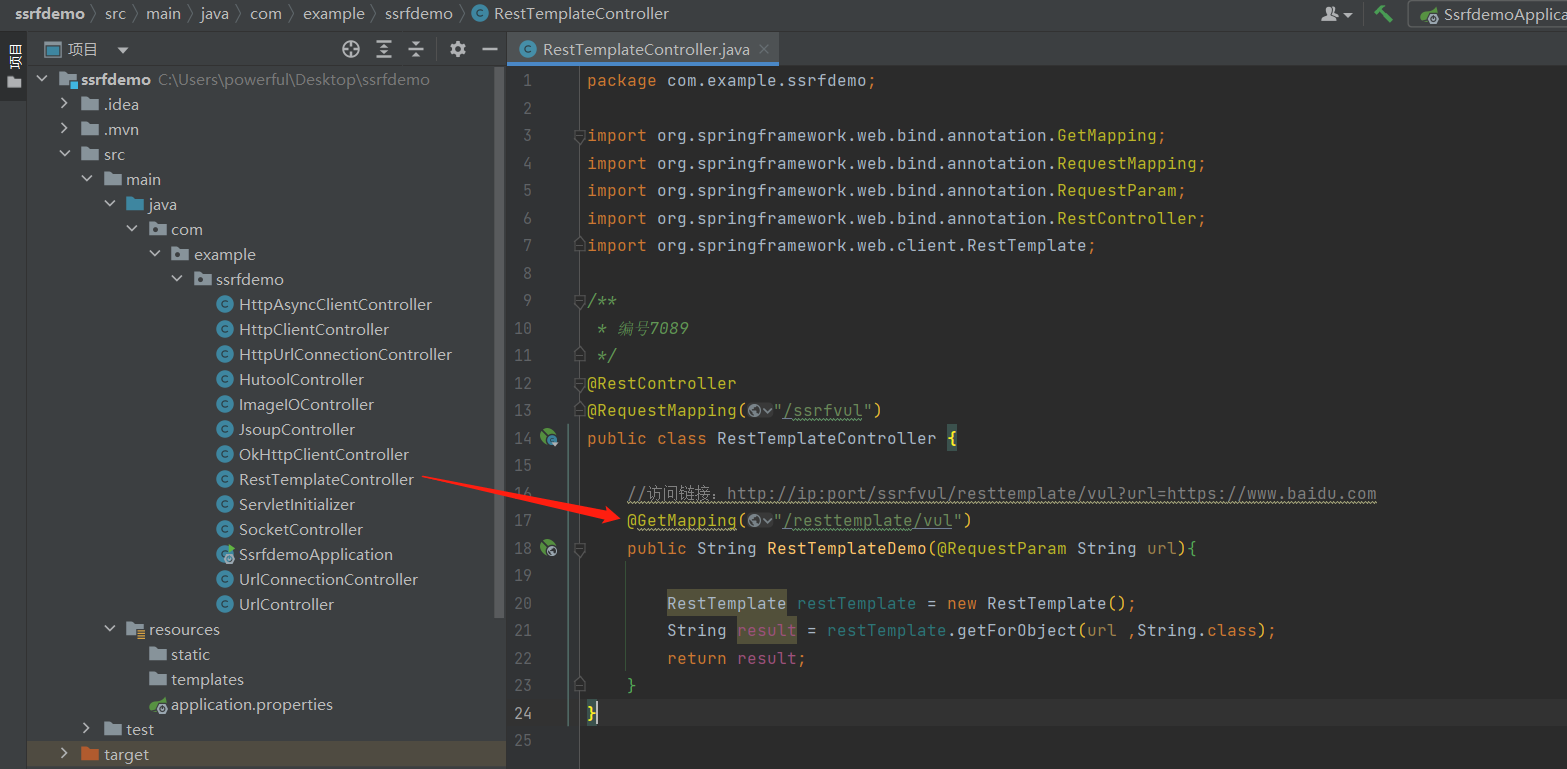 ssrfdemo src main java com example ssrfdemo RestTemplateController
项目
项目
ssrfdemo C:\Users\powerful\Desktop\ssrfdemo
.idea
.mvn
src
main
java
com
example
ssrfdemo
HttpAsyncClientController
HttpClientController
HttpUrlConnectionController
HutoolController
ImageIOController
JsoupController
OkHttpClientController
RestTemplateController
ServletInitializer
SocketController
SsrfdemoApplication
UrlConnectionController
UrlController
resources
static
templates
application.properties
test
target
SsrfdemoApplica
RestTemplateController.java
1 package com.example.ssrfdemo;
2
3 import org.springframework.web.bind.annotation.GetMapping;
4 import org.springframework.web.bind.annotation.RequestMapping;
5 import org.springframework.web.bind.annotation.RequestParam;
6 import org.springframework.web.bind.annotation.RestController;
7 import org.springframework.web.client.RestTemplate;
8
9 /**
10 * 编号7089
11 */
12 @RestController
13 @RequestMapping("/ssrfvul")
14 public class RestTemplateController {
15
16 //访问链接：http://ip:port/ssrfvul/resttemplate/vul?url=https://www.baidu.com
17 @GetMapping("/resttemplate/vul")
18 public String RestTemplateDemo(@RequestParam String url){
19
20 RestTemplate restTemplate = new RestTemplate();
21 String result = restTemplate.getForObject(url ,String.class);
22 return result;
23 }
24 }
25